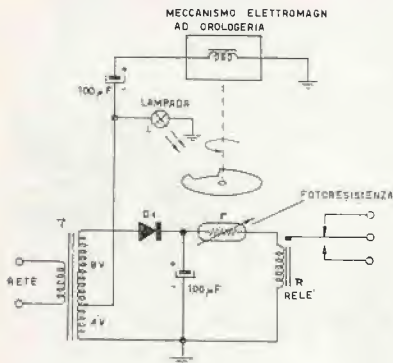 MECCANISMO ELETTROMAGN
AD OROLOGERIA
+
100µF
-
LAMPADA
L
FOTORESISTENZA
T
D1
r
8V
RETE
+
-
100µF
R
RELE'
4V